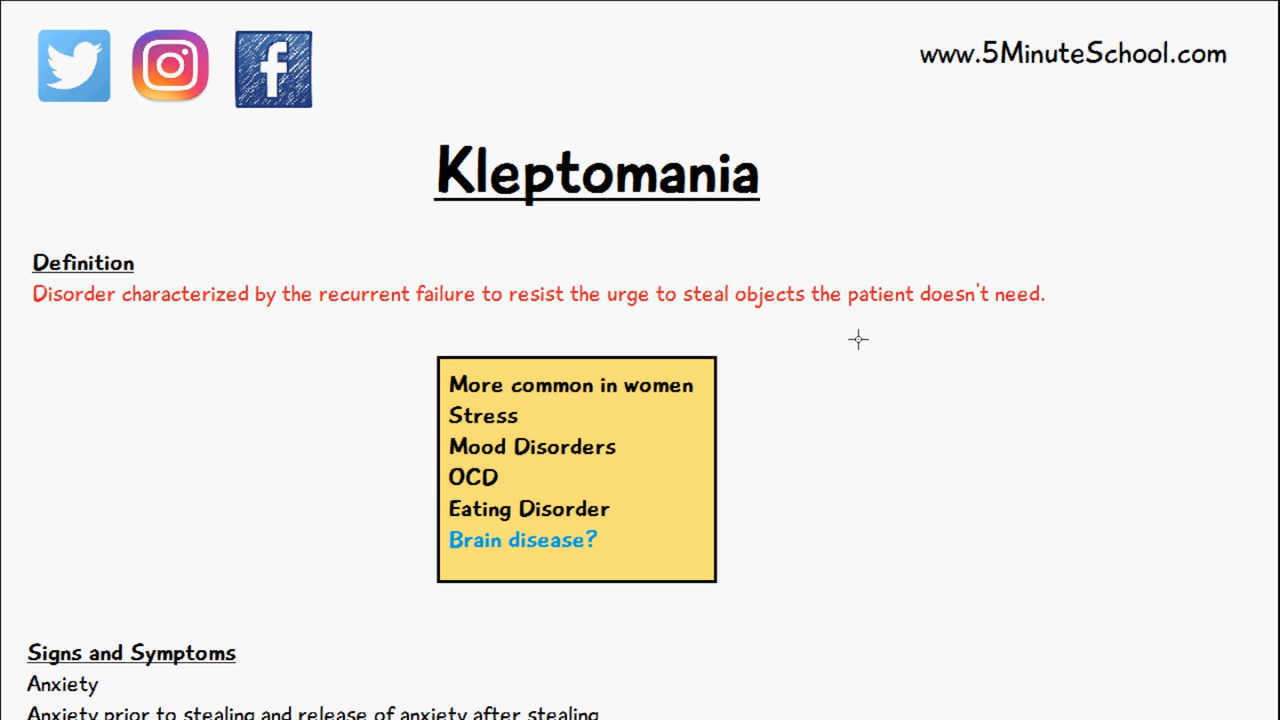 www.5MinuteSchool.com
Kleptomania
Definition
Disorder characterized by the recurrent failure to resist the urge to steal objects the patient doesn't need.
More common in women
Stress
Mood Disorders
OCD
Eating Disorder
Brain disease?
Signs and Symptoms
Anxiety
Anxiety prior to stealing and release of anxiety after stealing